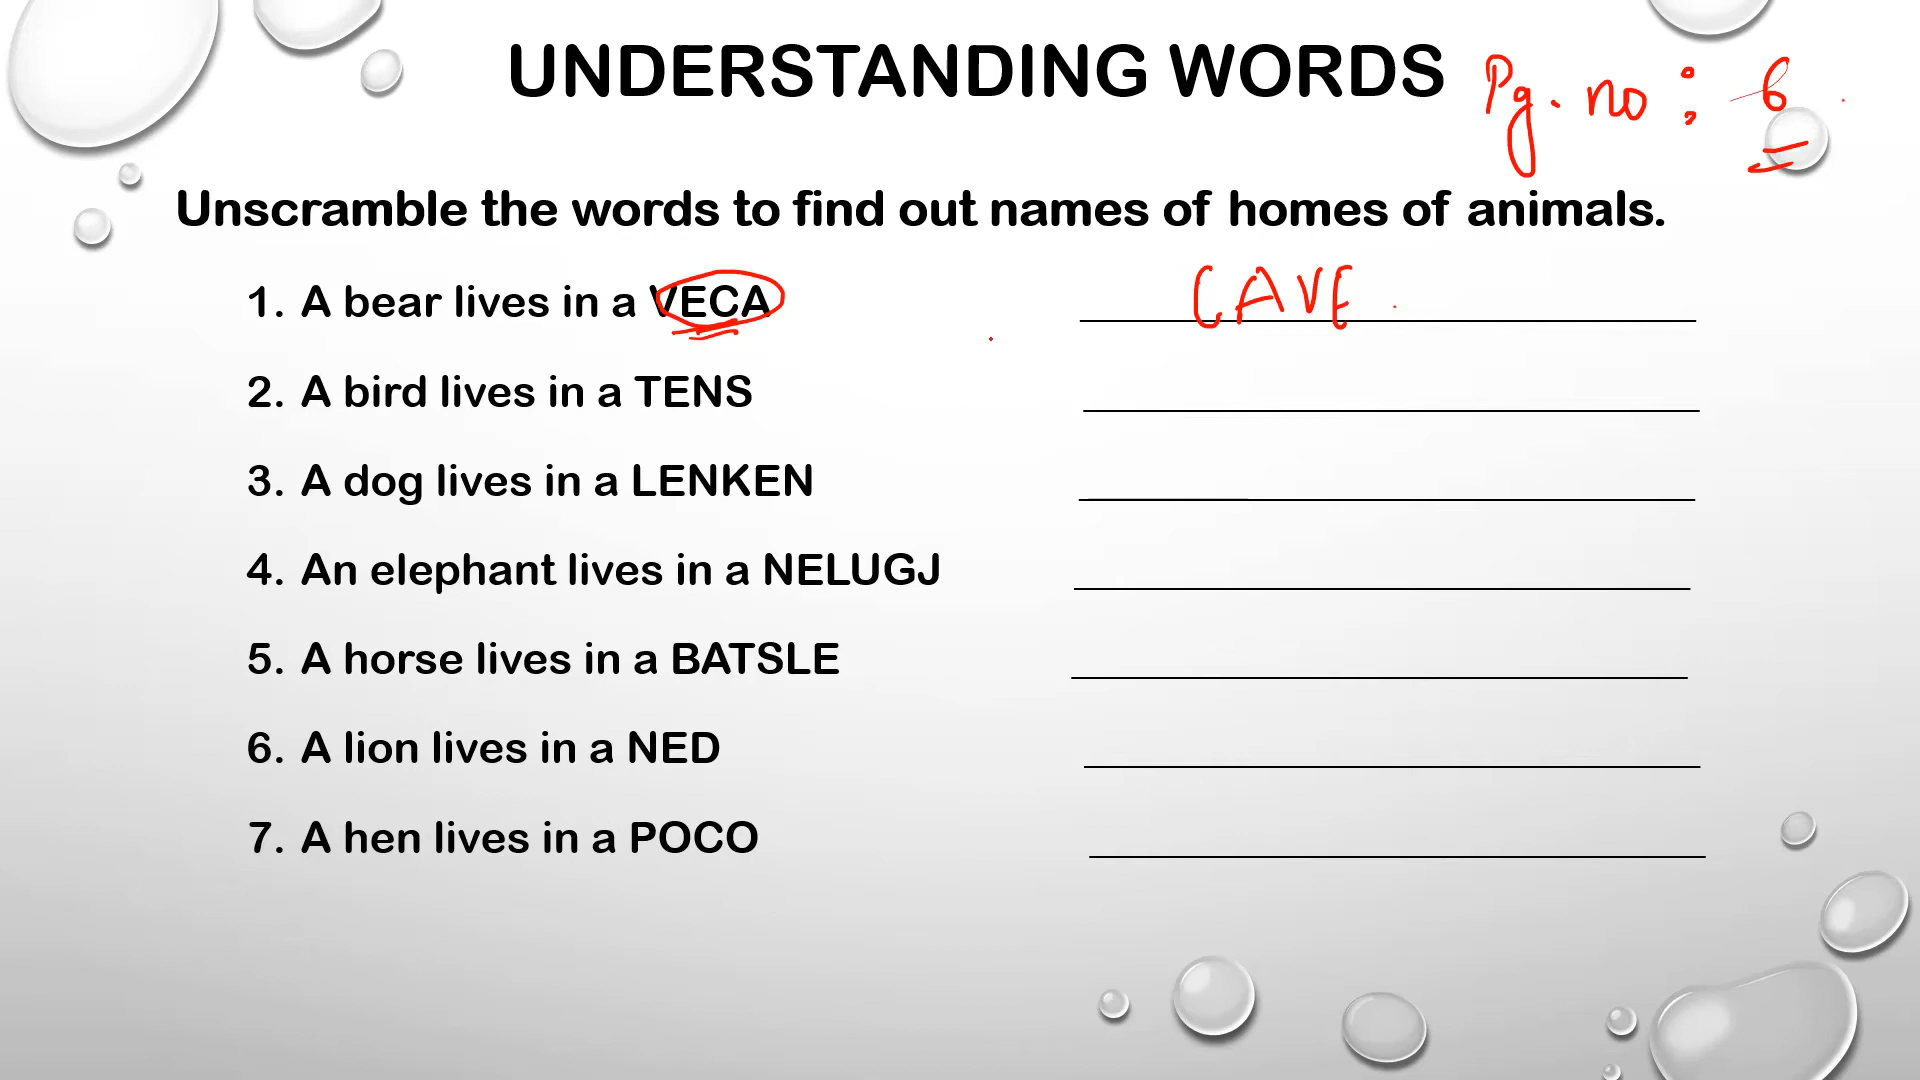 UNDERSTANDING WORDS Pg. no : 6
Unscramble the words to find out names of homes of animals.
1. A bear lives in a VECA CAVE.
2. A bird lives in a TENS
3. A dog lives in a LENKEN
4. An elephant lives in a NELUGJ
5. A horse lives in a BATSLE
6. A lion lives in a NED
7. A hen lives in a POCO